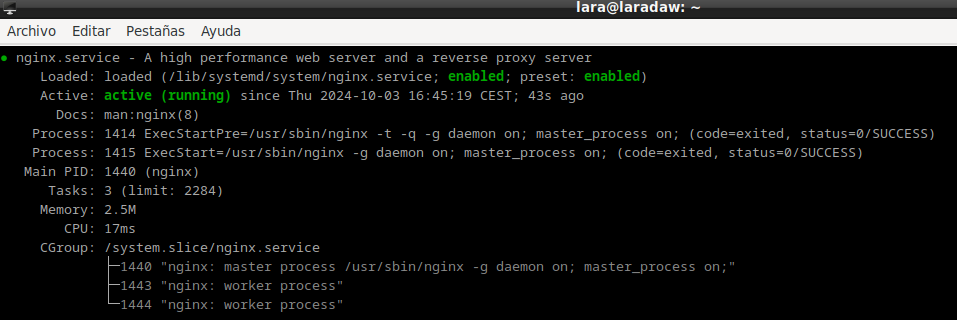 lara@laradaw: ~
Archivo Editar Pestañas Ayuda
● nginx.service - A high performance web server and a reverse proxy server
Loaded: loaded (/lib/systemd/system/nginx.service; enabled; preset: enabled)
Active: active (running) since Thu 2024-10-03 16:45:19 CEST; 43s ago
Docs: man:nginx(8)
Process: 1414 ExecStartPre=/usr/sbin/nginx -t -q -g daemon on; master_process on; (code=exited, status=0/SUCCESS)
Process: 1415 ExecStart=/usr/sbin/nginx -g daemon on; master_process on; (code=exited, status=0/SUCCESS)
Main PID: 1440 (nginx)
Tasks: 3 (limit: 2284)
Memory: 2.5M
CPU: 17ms
CGroup: /system.slice/nginx.service
├─1440 "nginx: master process /usr/sbin/nginx -g daemon on; master_process on;"
├─1443 "nginx: worker process"
└─1444 "nginx: worker process"